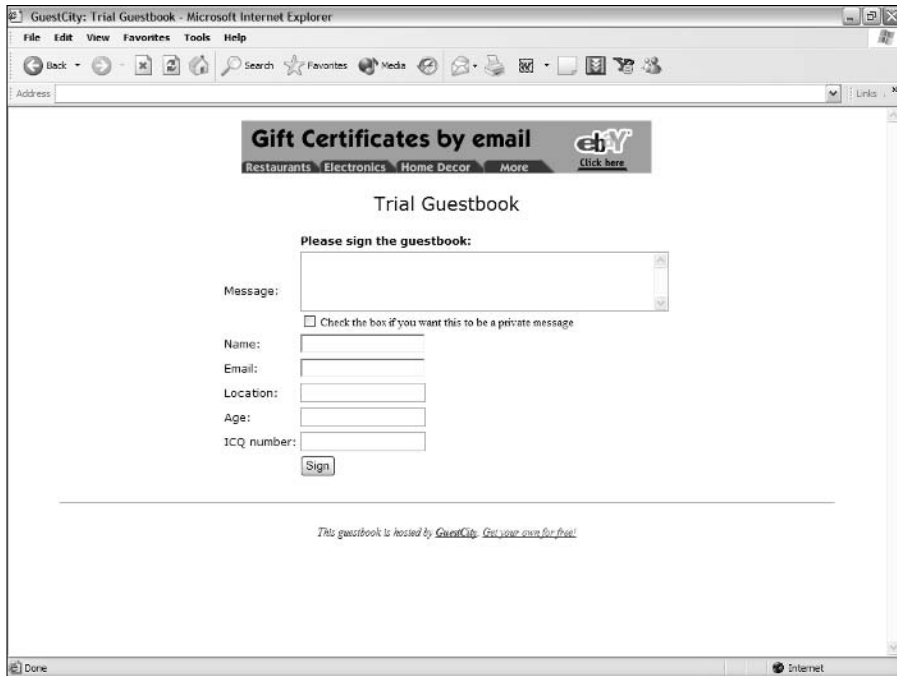 GuestCity: Trial Guestbook - Microsoft Internet Explorer
File Edit View Favorites Tools Help
Back Search Favorites Media
Address Links
Gift Certificates by email
ebY
Restaurants Electronics Home Decor More Click here
Trial Guestbook
Please sign the guestbook:
Message:
Check the box if you want this to be a private message
Name:
Email:
Location:
Age:
ICQ number:
Sign
This guestbook is hosted by GuestCity. Get your own for free!
Done Internet